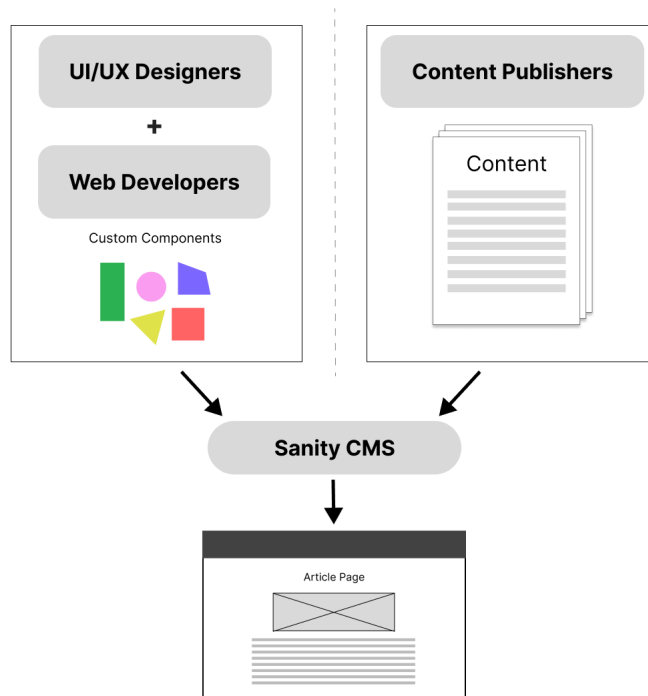 UI/UX Designers
+
Web Developers
Custom Components
Content Publishers
Content
Sanity CMS
Article Page